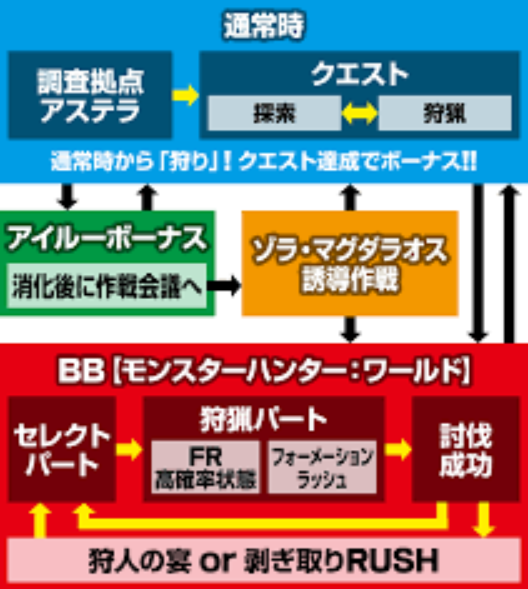 通常時
調査拠点
アステラ
クエスト
探索
狩猟
通常時から「狩り」!クエスト達成でボーナス!!
アイルーボーナス
消化後に作戦会議へ
ゾラ・マグダラオス
誘導作戦
BB[モンスターハンター:ワールド]
セレクト
パート
狩猟パート
FR
高確率状態
フォーメーション
ラッシュ
討伐
成功
狩人の宴 or 剥ぎ取りRUSH